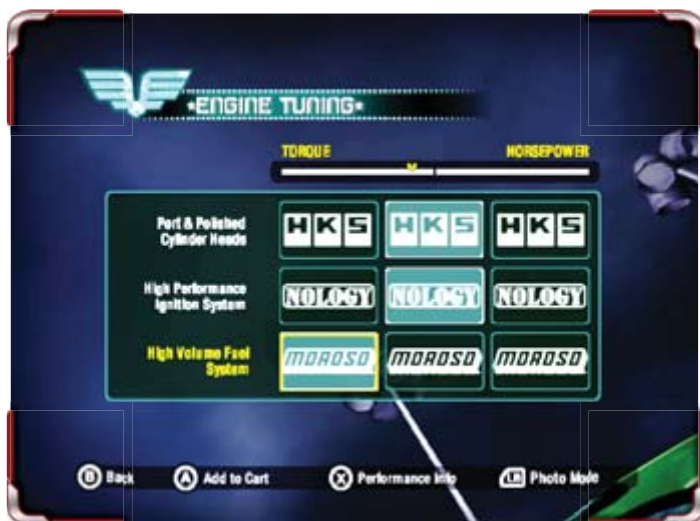 ★ENGINE TUNING★
TORQUE HORSEPOWER
Port & Polished
Cylinder Heads
HKS HKS HKS
High Performance
Ignition System
NOLOGY NOLOGY NOLOGY
High Volume Fuel
System
MOROSO MOROSO MOROSO
B Back A Add to Cart X Performance Info LR Photo Mode